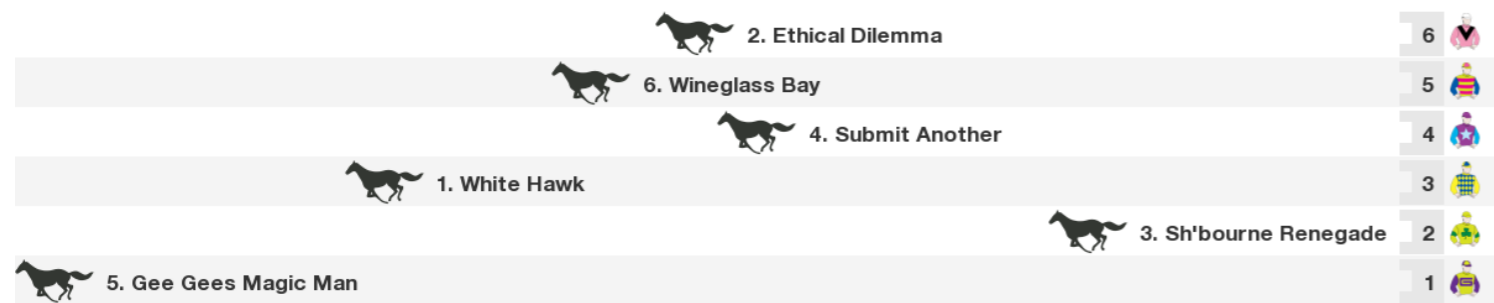 2. Ethical Dilemma 6
6. Wineglass Bay 5
4. Submit Another 4
1. White Hawk 3
3. Sh'bourne Renegade 2
5. Gee Gees Magic Man 1